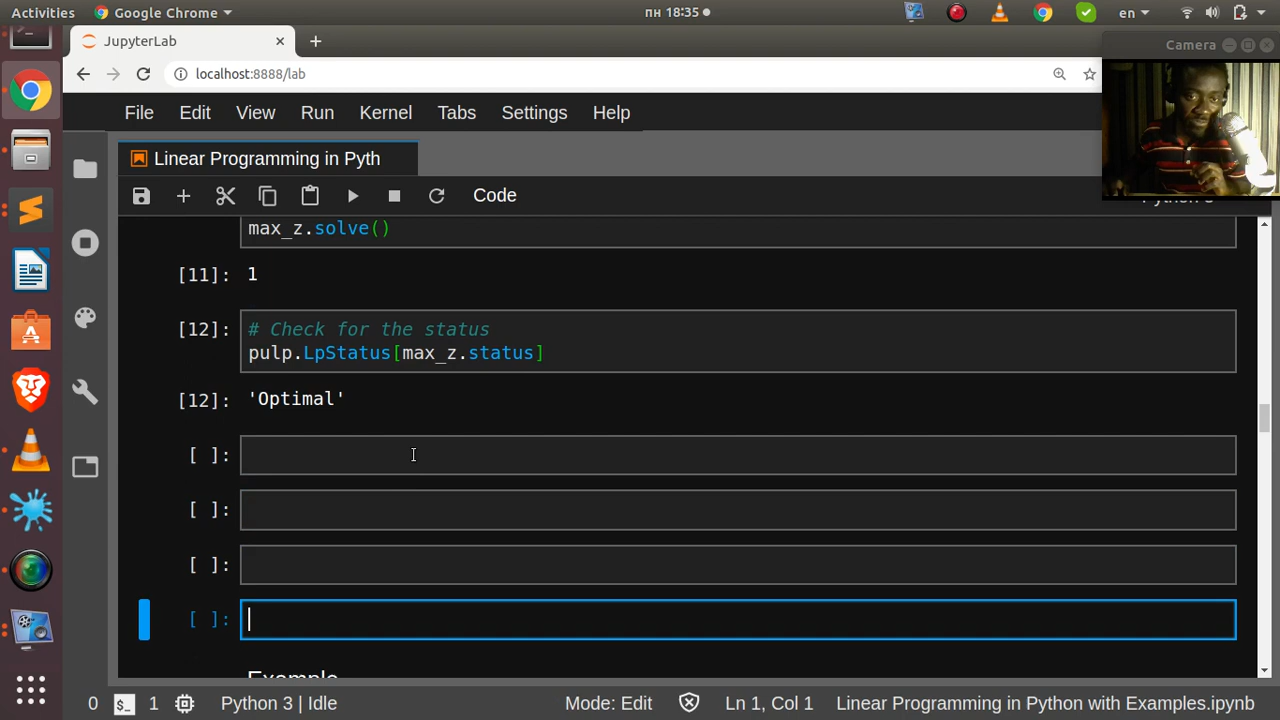 Activities
Google Chrome
пн 18:35
en
JupyterLab
localhost:8888/lab
Camera
File Edit View Run Kernel Tabs Settings Help
Linear Programming in Pyth
Code
max_z.solve()
[11]: 1
[12]: # Check for the status
pulp.LpStatus[max_z.status]
[12]: 'Optimal'
[ ]:
[ ]:
[ ]:
[ ]:
Example
0 $_ 1 Python 3 | Idle Mode: Edit Ln 1, Col 1 Linear Programming in Python with Examples.ipynb